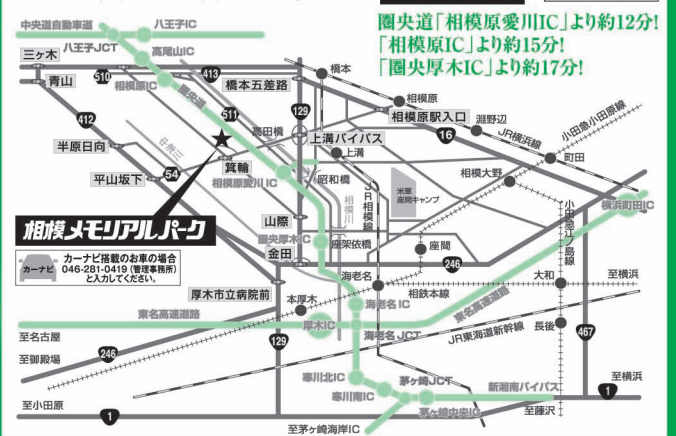 圏央道「相模原愛川IC」より約12分!
「相模原IC」より約15分!
「圏央厚木IC」より約17分!
中央道自動車道
八王子IC
八王子JCT
高尾山IC
三ヶ木
青山
510
413
橋本五差路
橋本
相模原IC
圏央道
511
129
相模原
相模原駅入口
淵野辺
JR横浜線
小田急小田原線
412
高田橋
上溝バイパス
16
上溝
町田
半原日向
中津川
箕輪
54
相模原愛川IC
昭和橋
相模大野
平山坂下
相模川
JR相模線
米軍
座間キャンプ
小田急江ノ島線
横浜町田IC
相模メモリアルパーク
山際
圏央厚木IC
座架依橋
座間
カーナビ
カーナビ搭載のお車の場合
046-281-0419(管理事務所)
と入力してください。
金田
246
海老名
大和
至横浜
厚木市立病院前
本厚木
相鉄本線
海老名IC
東名高速道路
東名高速道路
厚木IC
海老名JCT
JR東海道新幹線
長後
至名古屋
467
至御殿場
246
129
寒川北IC
茅ヶ崎JCT
新湘南バイパス
1
至横浜
寒川南IC
至小田原
1
茅ヶ崎中央IC
至藤沢
至茅ヶ崎海岸IC